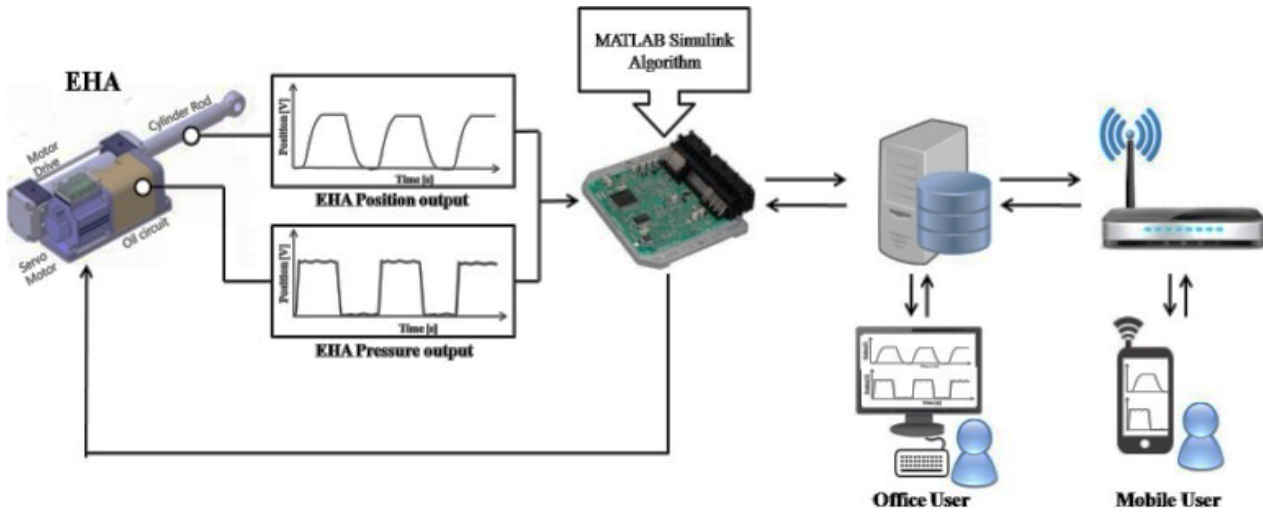 MATLAB Simulink
Algorithm
EHA
Cylinder Rod
Motor
Drive
Oil circuit
Servo
Motor
Position [V]
Time [s]
EHA Position output
Position [V]
Time [s]
EHA Pressure output
Office User
Mobile User